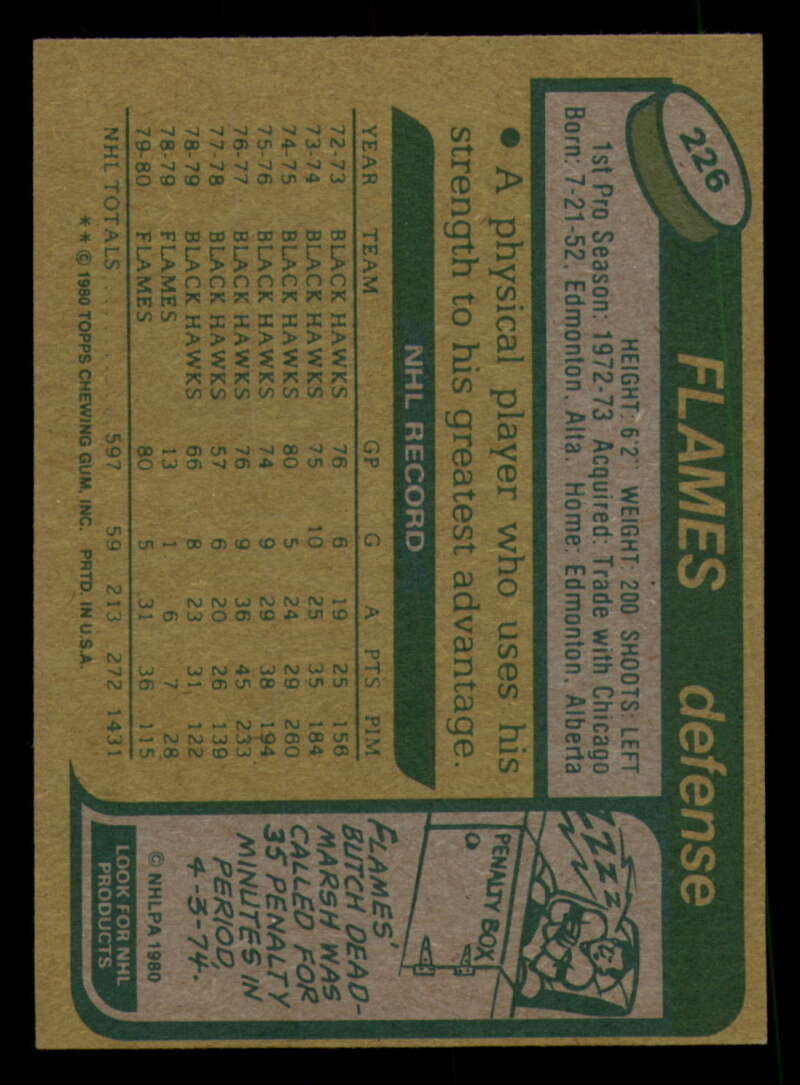 226
FLAMES defense
HEIGHT: 6'2" WEIGHT: 200 SHOOTS: LEFT
1st Pro Season: 1972-73 Acquired: Trade with Chicago
Born: 7-21-52, Edmonton, Alta. Home: Edmonton, Alberta
• A physical player who uses his
strength to his greatest advantage.
NHL RECORD
YEAR TEAM GP G A PTS PIM
72-73 BLACK HAWKS 76 6 19 25 156
73-74 BLACK HAWKS 75 10 25 35 184
74-75 BLACK HAWKS 80 5 24 29 260
75-76 BLACK HAWKS 74 9 29 38 194
76-77 BLACK HAWKS 76 9 36 45 233
77-78 BLACK HAWKS 57 6 20 26 139
78-79 BLACK HAWKS 66 8 23 31 122
78-79 FLAMES 13 1 6 7 28
79-80 FLAMES 80 5 31 36 115
NHL TOTALS . . . . . . . . 597 59 213 272 1431
** © 1980 TOPPS CHEWING GUM, INC. PRTD. IN U.S.A.
ZZZZ
PENALTY BOX
FLAMES'
BUTCH DEAD-
MARSH WAS
CALLED FOR
35 PENALTY
MINUTES IN
PERIOD,
4-3-74.
© NHLPA 1980
LOOK FOR NHL
PRODUCTS